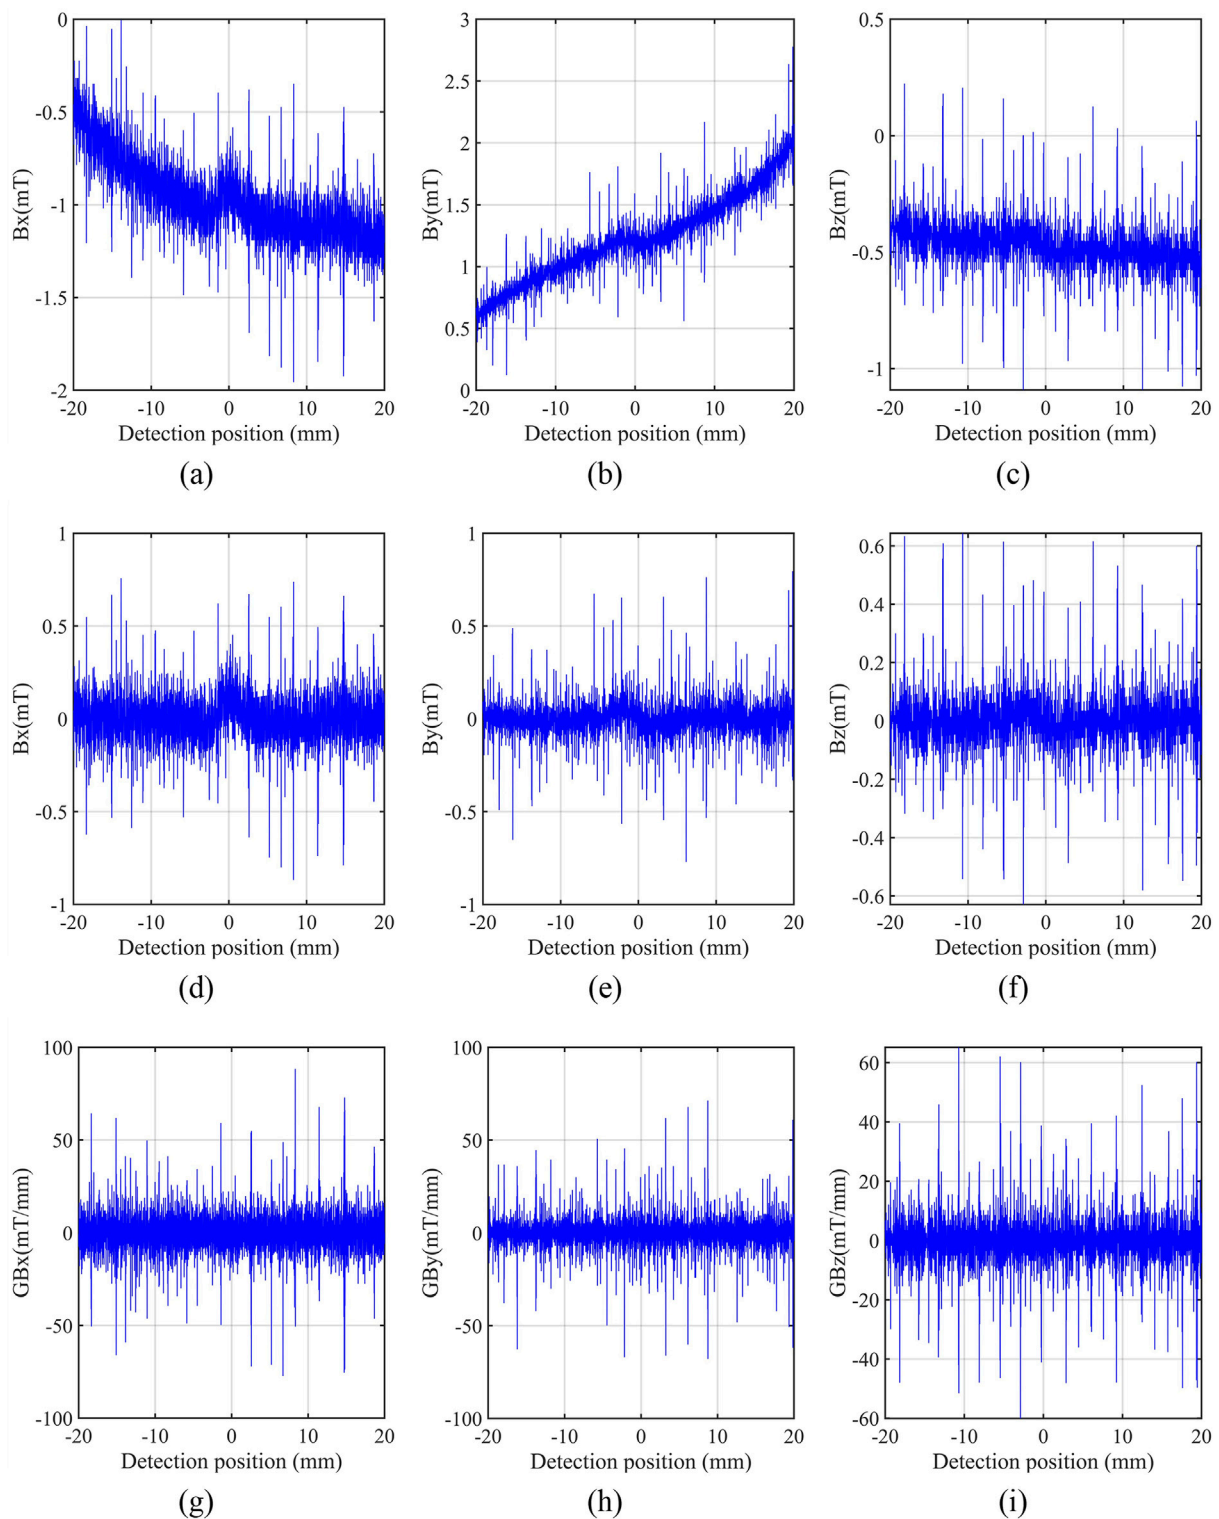 0
-0.5
-1
-1.5
-2
Bx(mT)
-20 -10 0 10 20
Detection position (mm)
(a)
3
2.5
2
1.5
1
0.5
0
By(mT)
-20 -10 0 10 20
Detection position (mm)
(b)
0.5
0
-0.5
-1
Bz(mT)
-20 -10 0 10 20
Detection position (mm)
(c)
1
0.5
0
-0.5
-1
Bx(mT)
-20 -10 0 10 20
Detection position (mm)
(d)
1
0.5
0
-0.5
-1
By(mT)
-20 -10 0 10 20
Detection position (mm)
(e)
0.6
0.4
0.2
0
-0.2
-0.4
-0.6
Bz(mT)
-20 -10 0 10 20
Detection position (mm)
(f)
100
50
0
-50
-100
GBx(mT/mm)
-20 -10 0 10 20
Detection position (mm)
(g)
100
50
0
-50
-100
GBy(mT/mm)
-20 -10 0 10 20
Detection position (mm)
(h)
60
40
20
0
-20
-40
-60
GBz(mT/mm)
-20 -10 0 10 20
Detection position (mm)
(i)